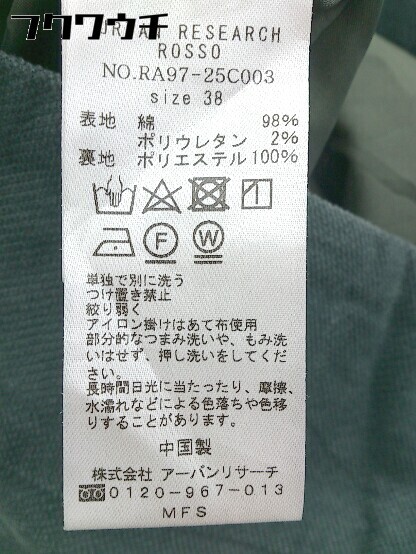 フクワウチ
URBAN RESEARCH
ROSSO
NO.RA97-25C003
size 38
表地 綿 98%
ポリウレタン 2%
裏地 ポリエステル 100%
F W
単独で別に洗う
つけ置き禁止
絞り弱く
アイロン掛けはあて布使用
部分的なつまみ洗いや、もみ洗
いはせず、押し洗いをしてくだ
さい。
長時間日光に当たったり、摩擦、
水濡れなどによる色落ちや色移
りすることがあります。
中国製
株式会社 アーバンリサーチ
0120-967-013
MFS